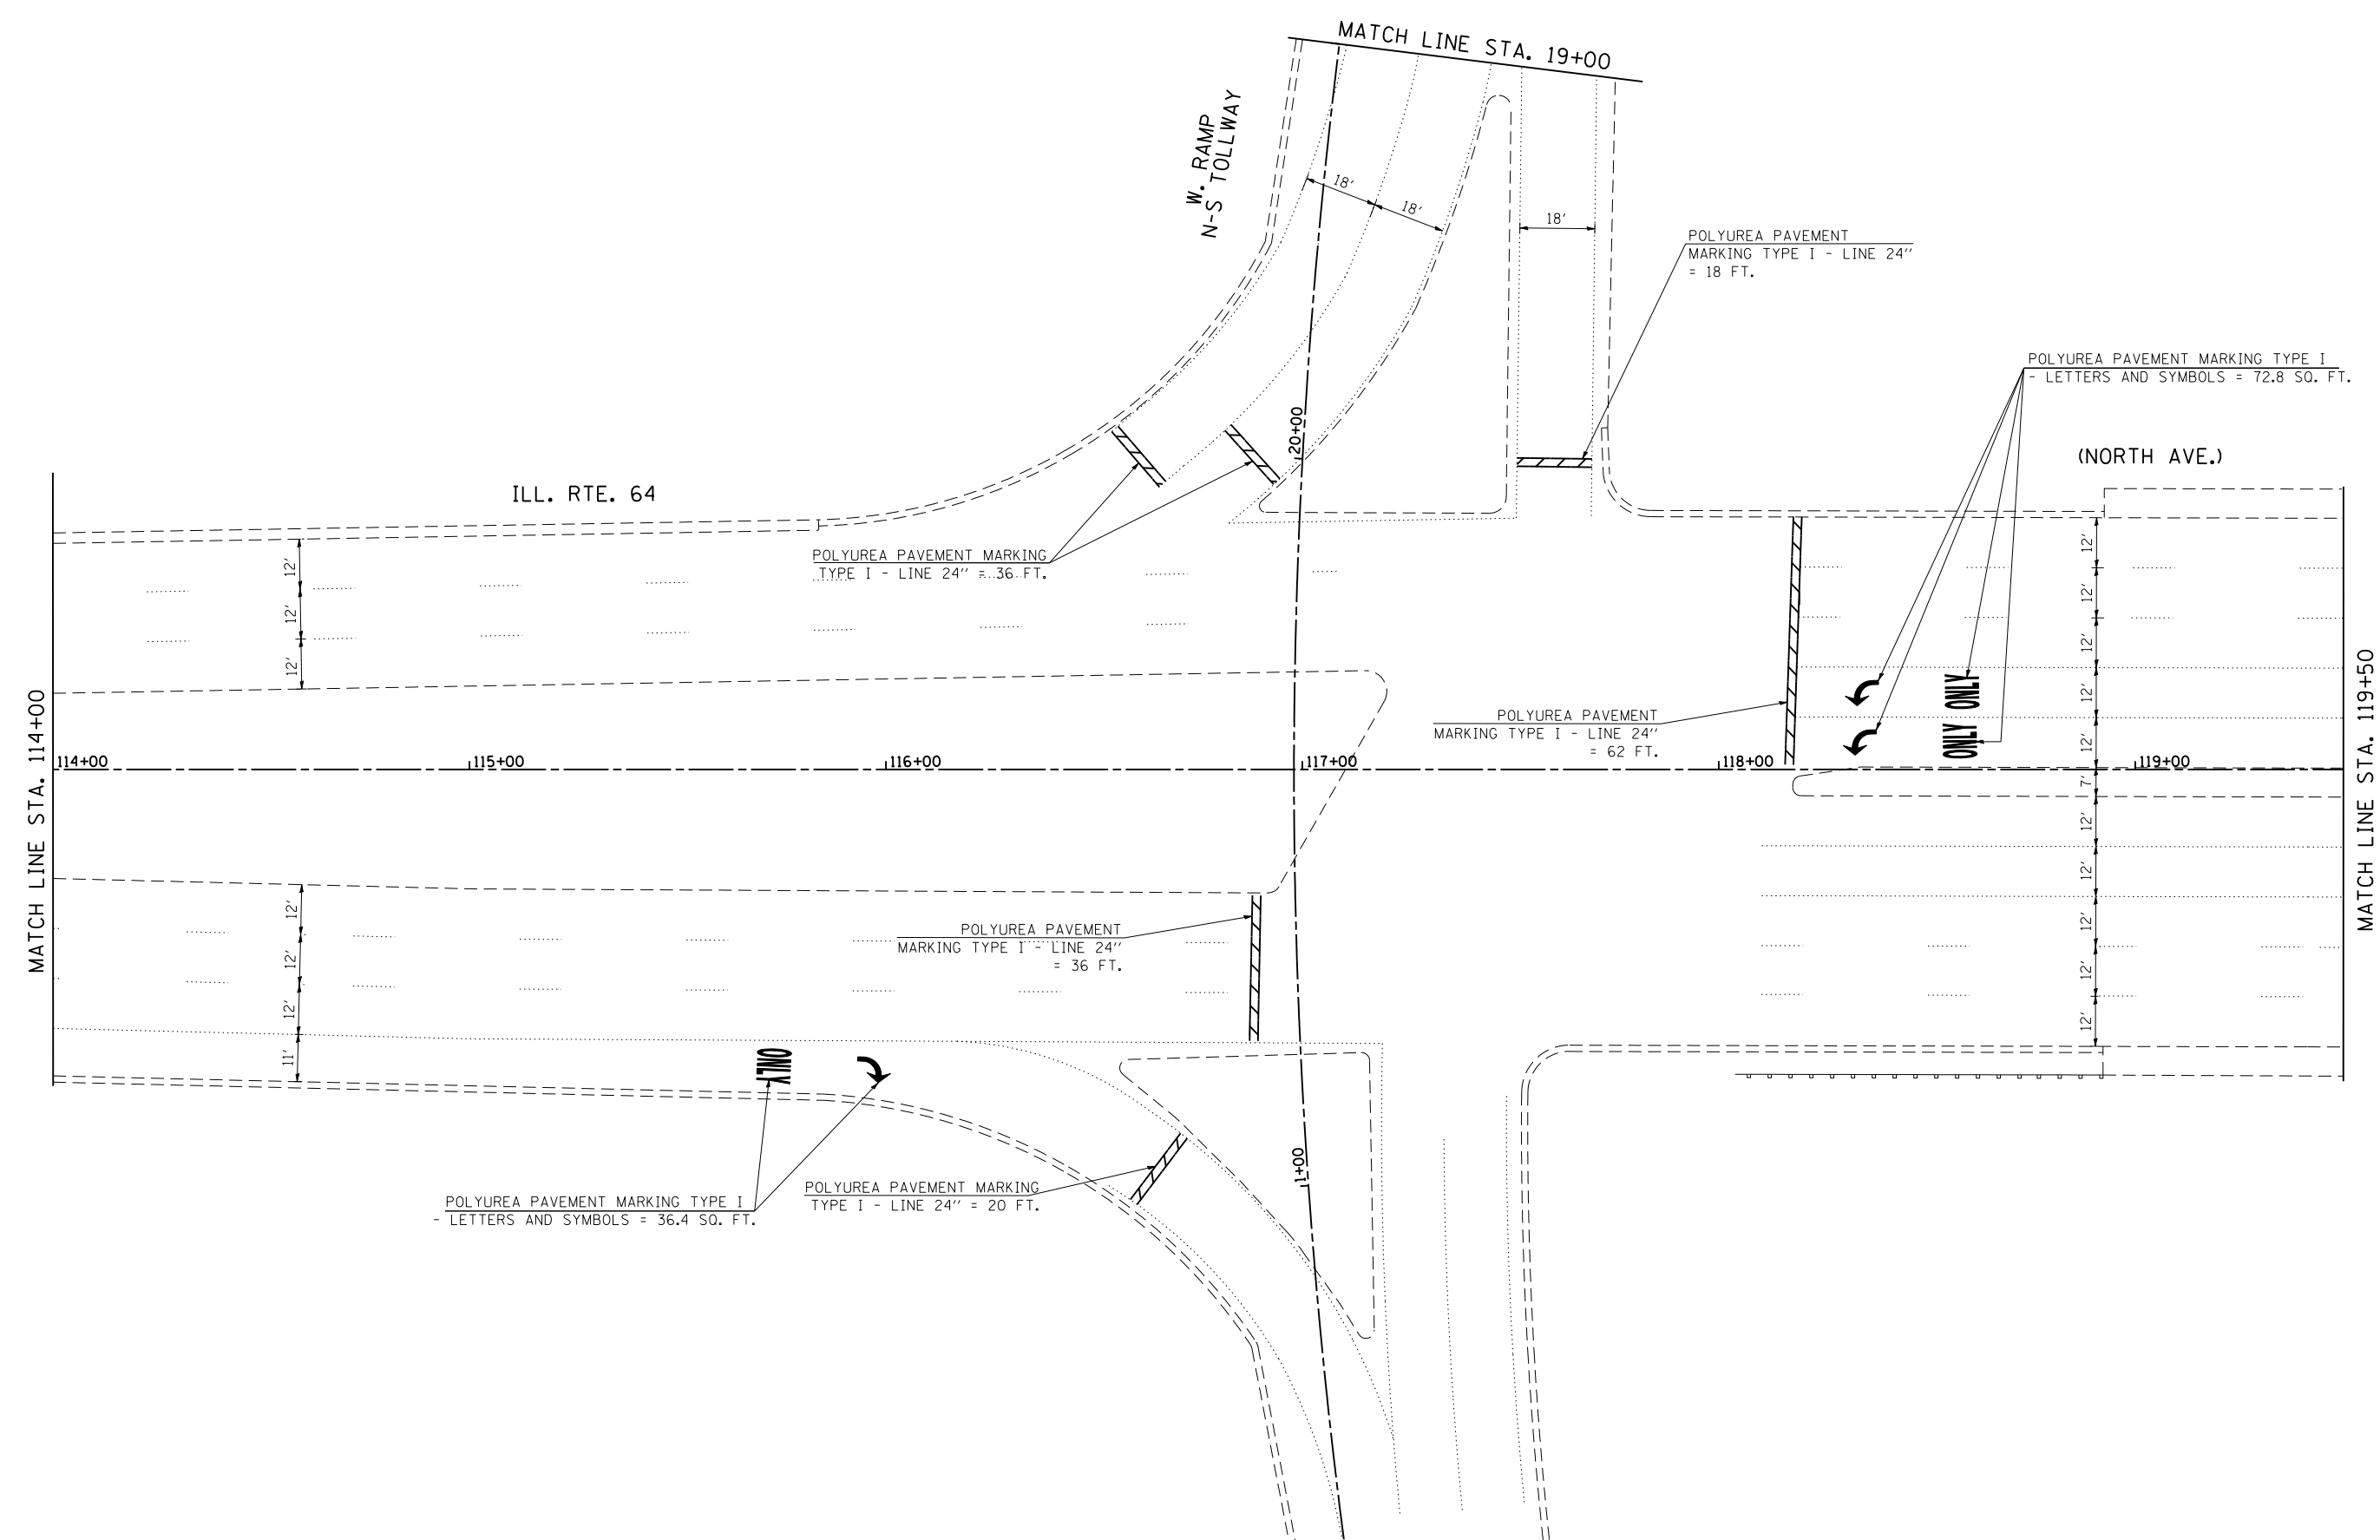 MATCH LINE STA. 19+00
W. RAMP
N-S TOLLWAY
18'
18'
18'
POLYUREA PAVEMENT
MARKING TYPE I - LINE 24"
= 18 FT.
POLYUREA PAVEMENT MARKING TYPE I
- LETTERS AND SYMBOLS = 72.8 SQ. FT.
20+00
(NORTH AVE.)
ILL. RTE. 64
POLYUREA PAVEMENT MARKING
TYPE I - LINE 24" = 36 FT.
12'
12'
12'
12'
12'
12'
12'
12'
7'
12'
12'
12'
12'
12'
ONLY ONLY
POLYUREA PAVEMENT
MARKING TYPE I - LINE 24"
= 62 FT.
MATCH LINE STA. 114+00
114+00
115+00
116+00
117+00
118+00
119+00
MATCH LINE STA. 119+50
12'
12'
12'
11'
POLYUREA PAVEMENT
MARKING TYPE I - LINE 24"
= 36 FT.
ONLY
1+00
POLYUREA PAVEMENT MARKING TYPE I
- LETTERS AND SYMBOLS = 36.4 SQ. FT.
POLYUREA PAVEMENT MARKING
TYPE I - LINE 24" = 20 FT.